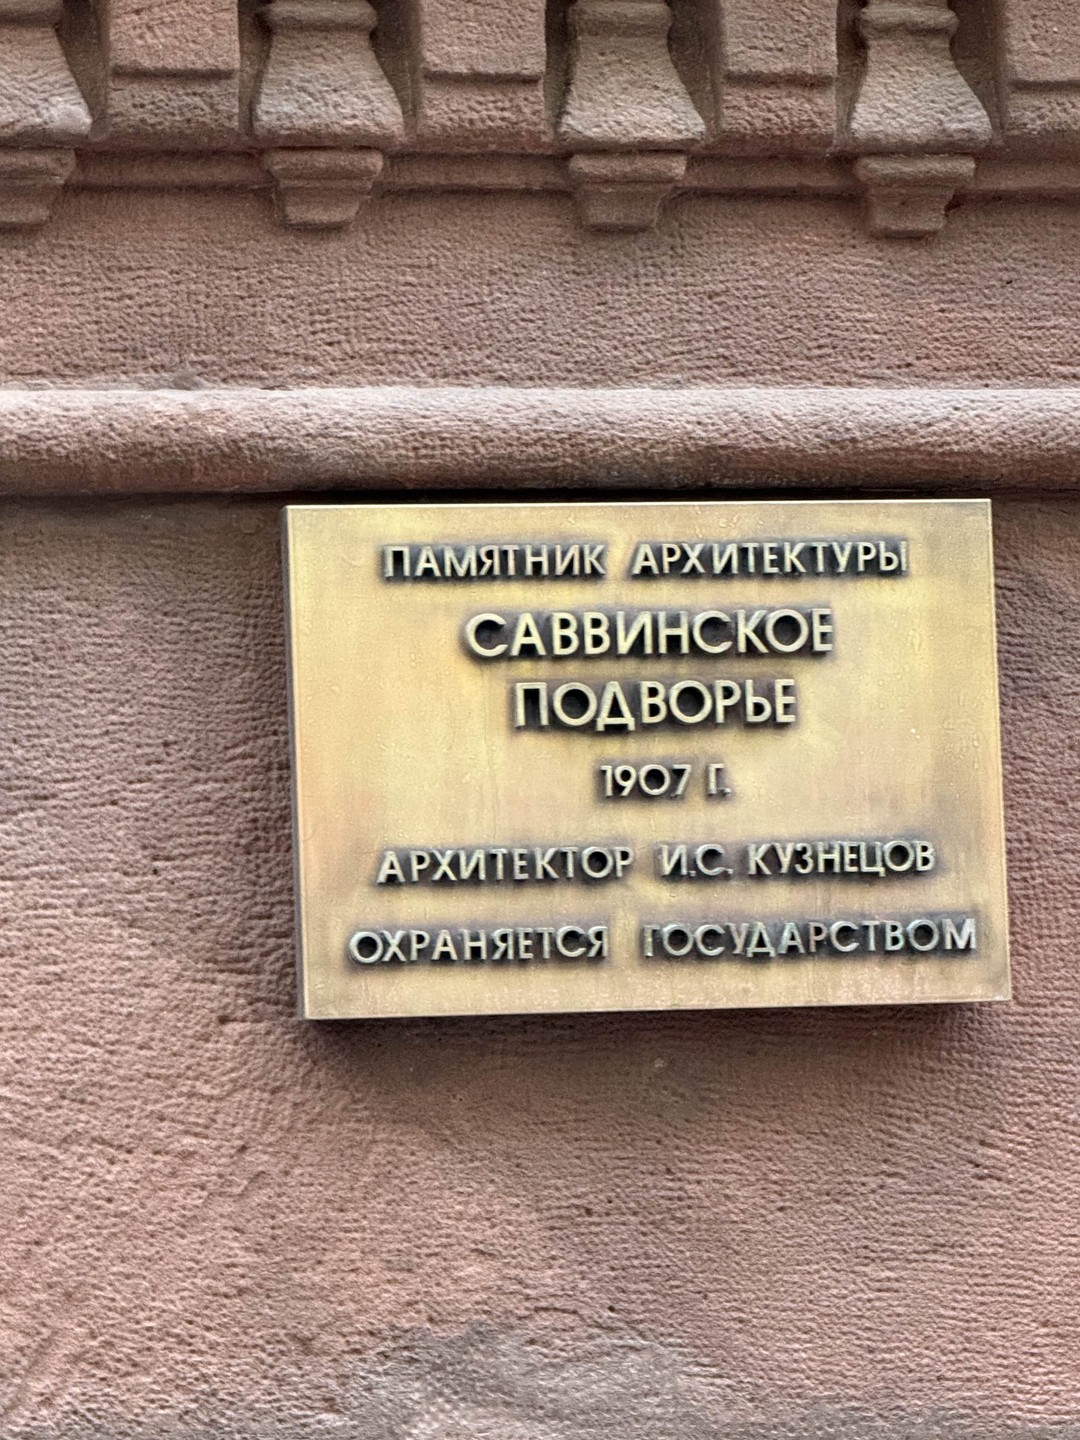 ПАМЯТНИК АРХИТЕКТУРЫ
САВВИНСКОЕ
ПОДВОРЬЕ
1907 Г.
АРХИТЕКТОР И.С. КУЗНЕЦОВ
ОХРАНЯЕТСЯ ГОСУДАРСТВОМ